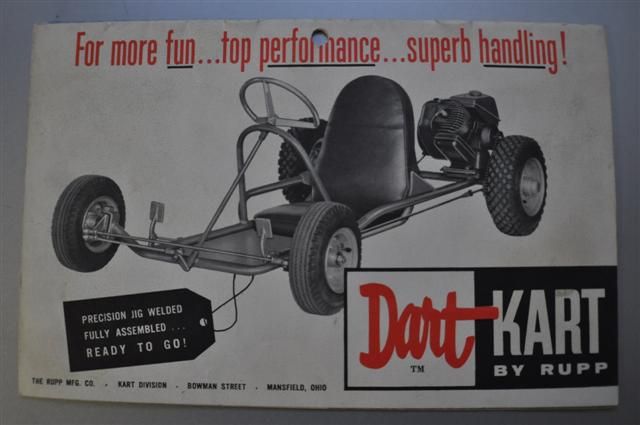 For more fun...top performance...superb handling!
PRECISION JIG WELDED
FULLY ASSEMBLED...
READY TO GO!
Dart KART
TM
BY RUPP
THE RUPP MFG. CO. • KART DIVISION • BOWMAN STREET • MANSFIELD, OHIO